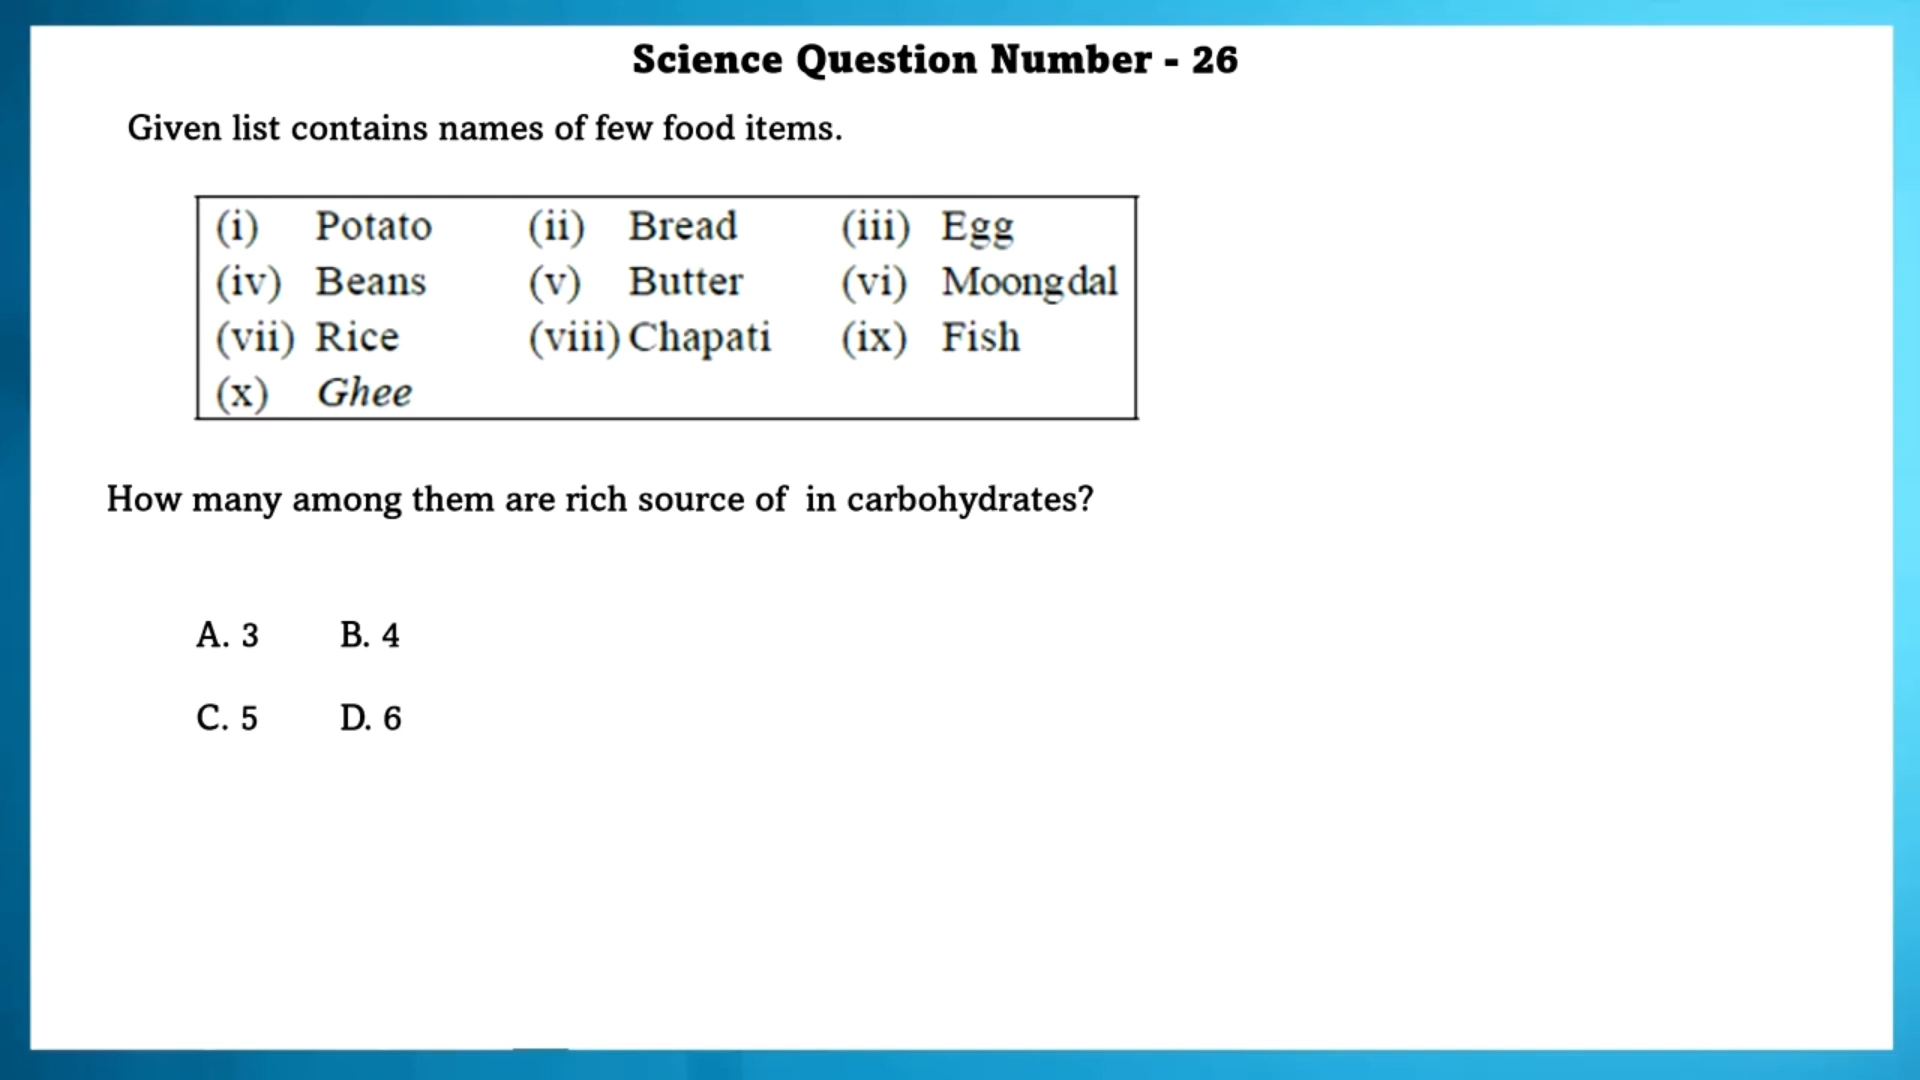 Science Question Number - 26
Given list contains names of few food items.
(i) Potato (ii) Bread (iii) Egg
(iv) Beans (v) Butter (vi) Moong dal
(vii) Rice (viii) Chapati (ix) Fish
(x) Ghee
How many among them are rich source of in carbohydrates?
A. 3 B. 4
C. 5 D. 6